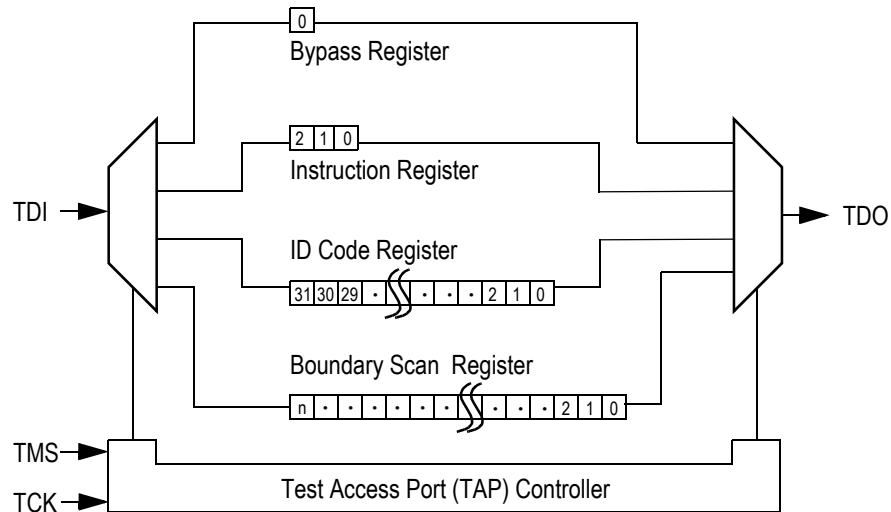 0
Bypass Register
2 1 0
Instruction Register
TDI
TDO
ID Code Register
31 30 29 · · · · 2 1 0
Boundary Scan Register
n · · · · · · · · · 2 1 0
TMS
TCK
Test Access Port (TAP) Controller